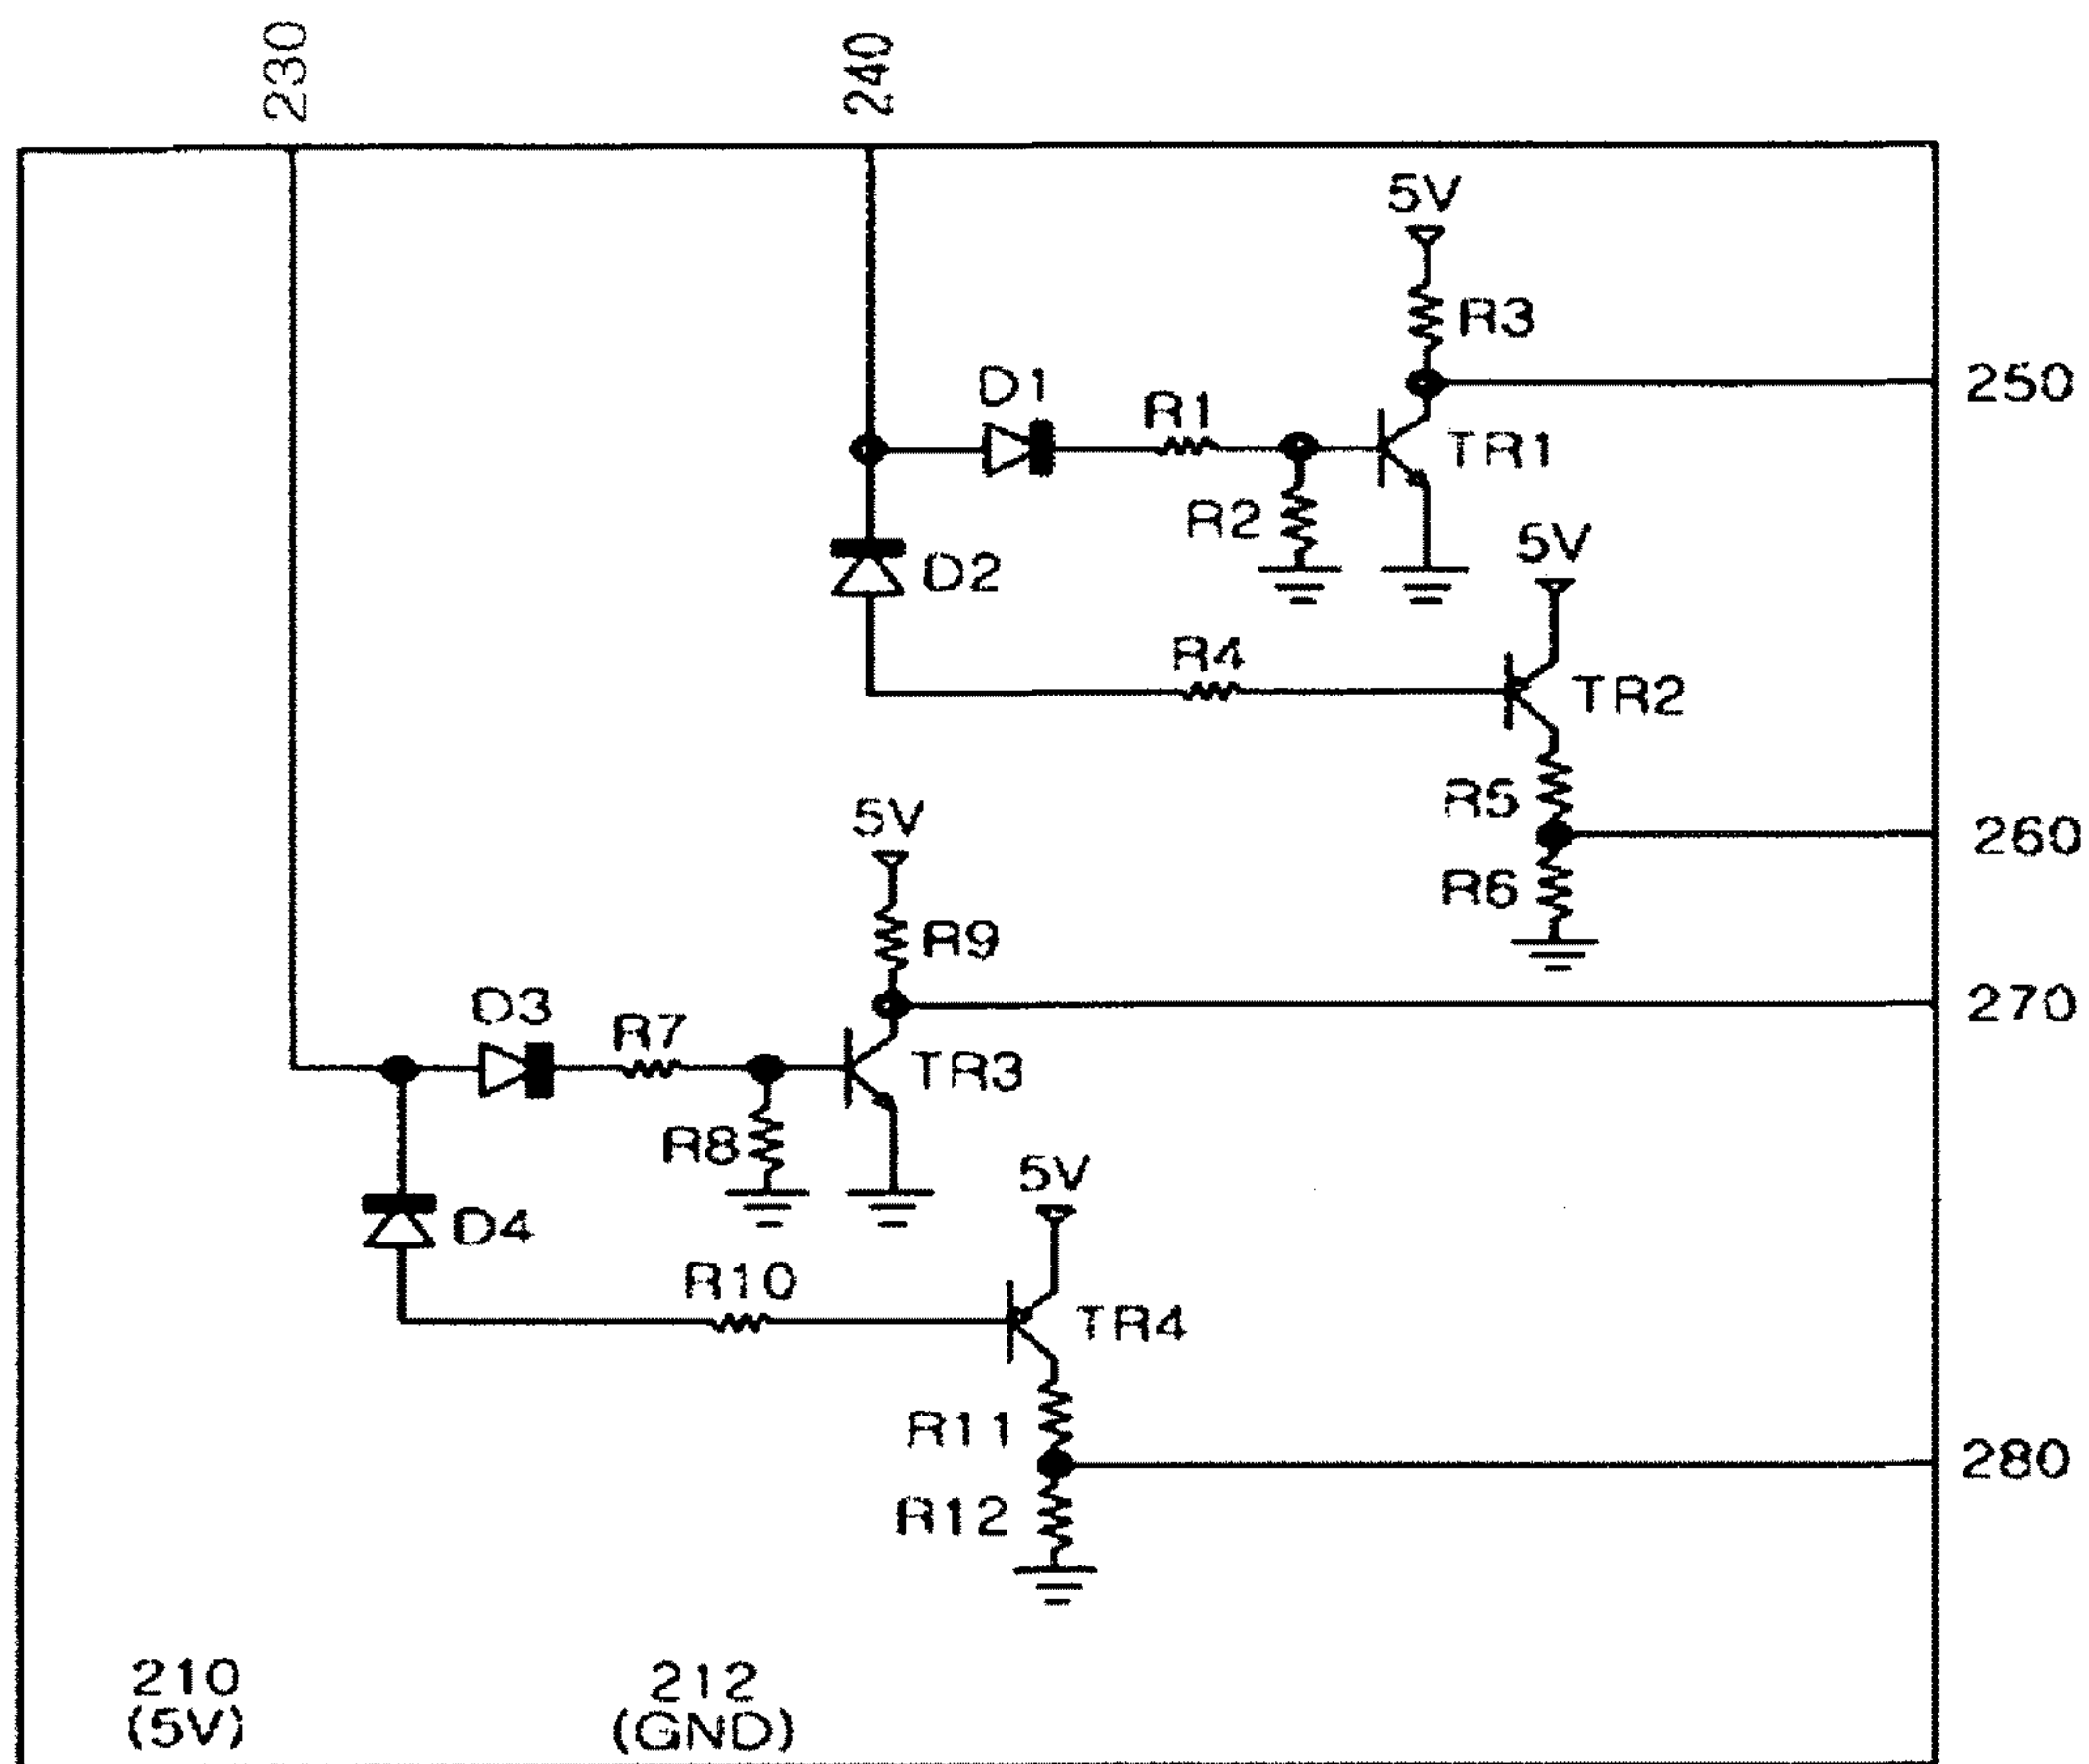 230
240
5V
R3
250
D1
R1
TR1
R2
5V
D2
R4
TR2
R5
5V
260
R6
R9
270
D3
R7
TR3
R8
5V
D4
R10
TR4
R11
280
R12
210
(5V)
212
(GND)